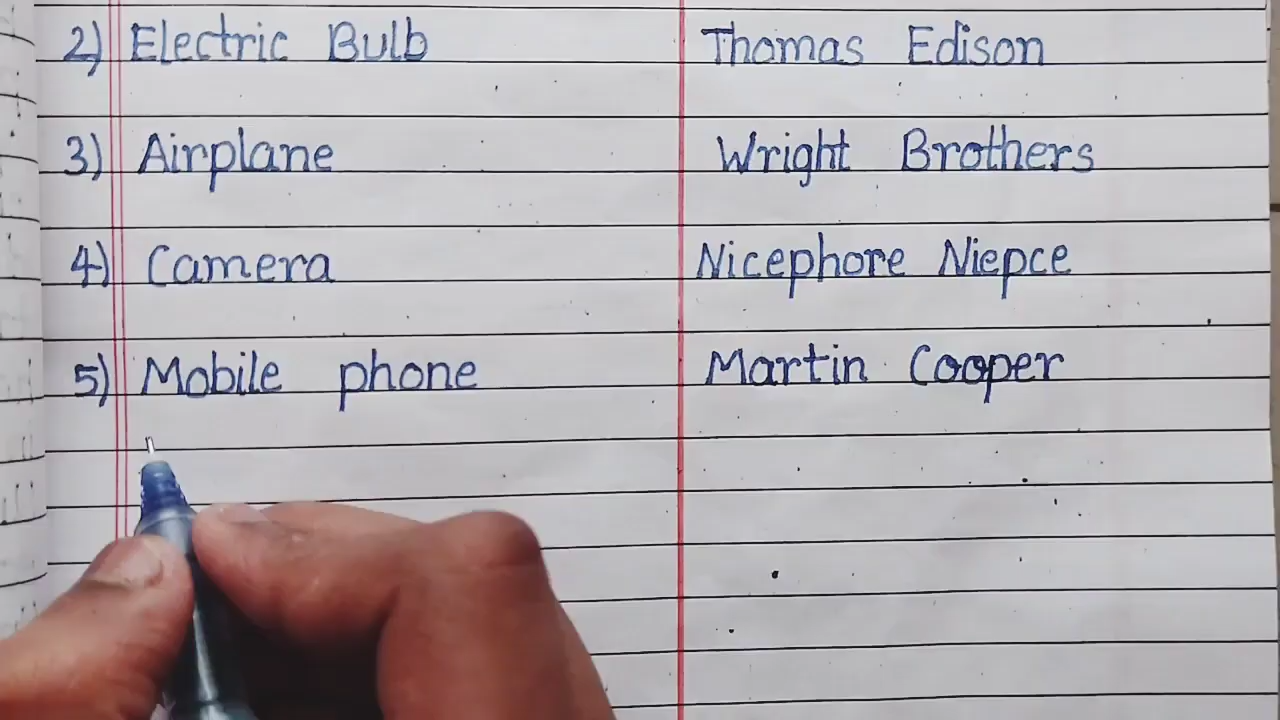 2) Electric Bulb Thomas Edison
3) Airplane Wright Brothers
4) Camera Nicephore Niepce
5) Mobile phone Martin Cooper